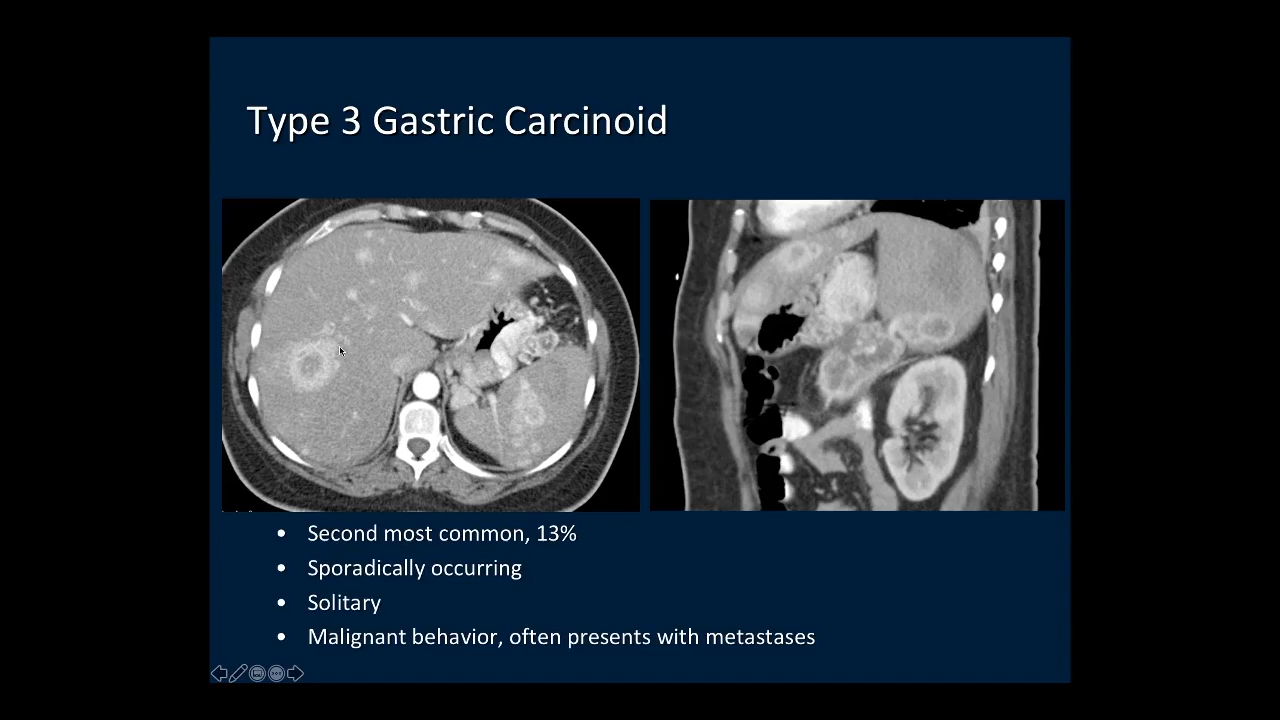 Type 3 Gastric Carcinoid
• Second most common, 13%
• Sporadically occurring
• Solitary
• Malignant behavior, often presents with metastases